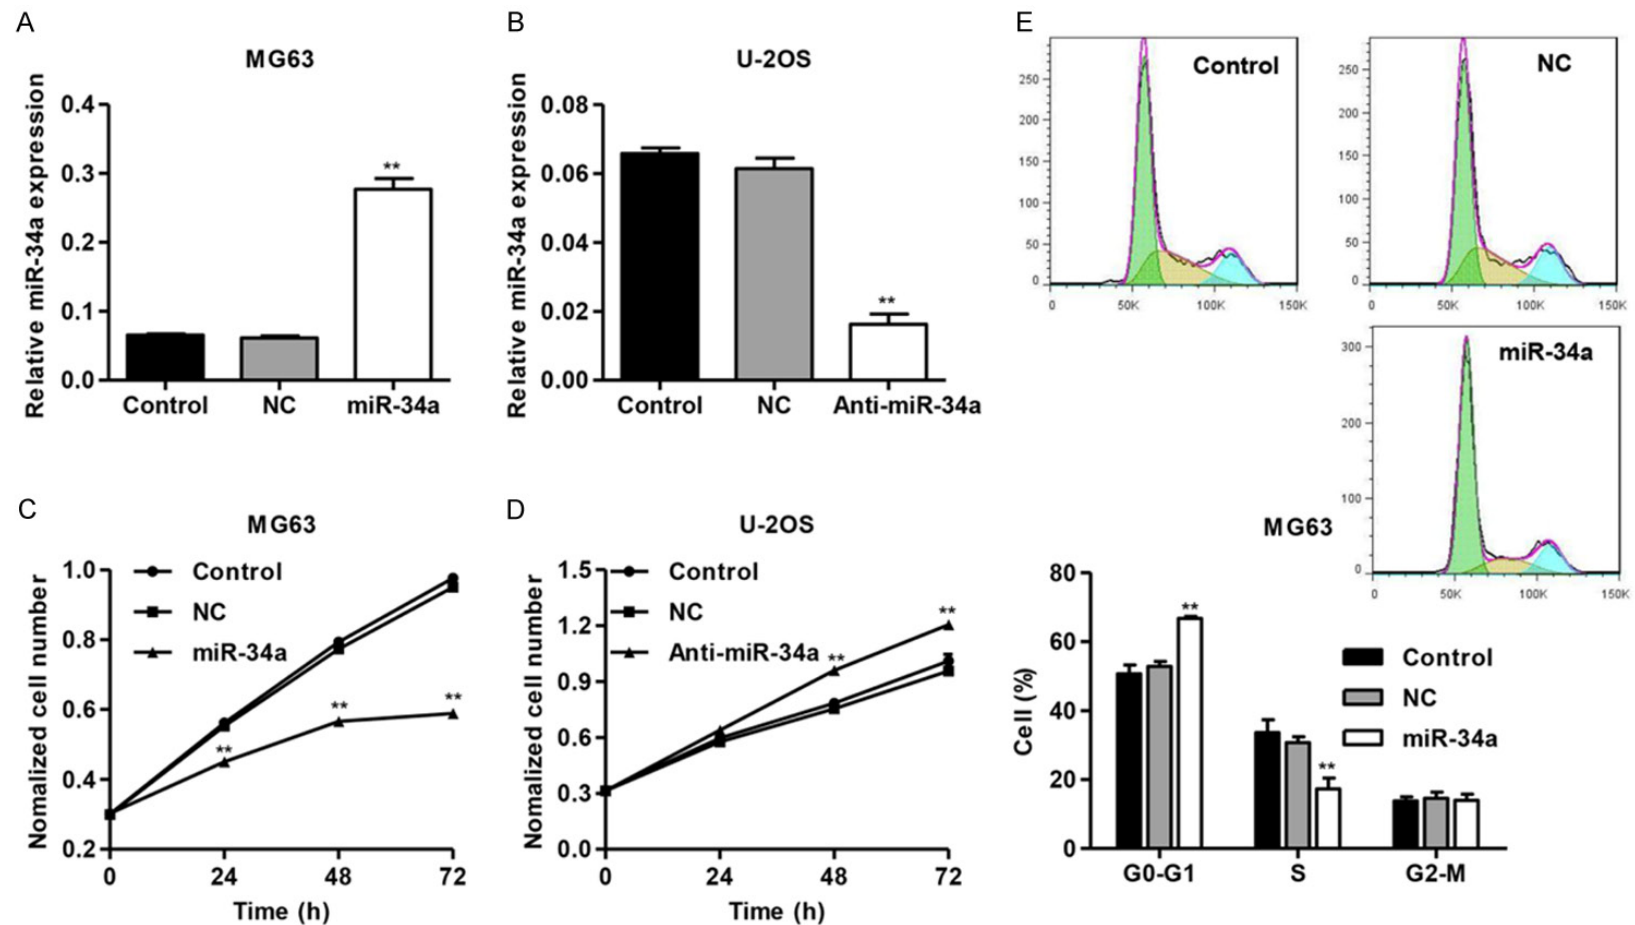 A
MG63
Relative miR-34a expression
0.4
0.3
0.2
0.1
0.0
**
Control
NC
miR-34a
B
U-2OS
Relative miR-34a expression
0.08
0.06
0.04
0.02
0.00
**
Control
NC
Anti-miR-34a
C
MG63
Nomalized cell number
1.0
0.8
0.6
0.4
0.2
Control
NC
miR-34a
**
**
**
0
24
48
72
Time (h)
D
U-2OS
Nomalized cell number
1.5
1.2
0.9
0.6
0.3
0.0
Control
NC
Anti-miR-34a
**
**
0
24
48
72
Time (h)
E
Control
250
200
150
100
50
0
0
50K
100K
150K
NC
250
200
150
100
50
0
0
50K
100K
150K
miR-34a
300
200
100
0
0
50K
100K
150K
MG63
Cell (%)
80
60
40
20
0
**
**
Control
NC
miR-34a
G0-G1
S
G2-M